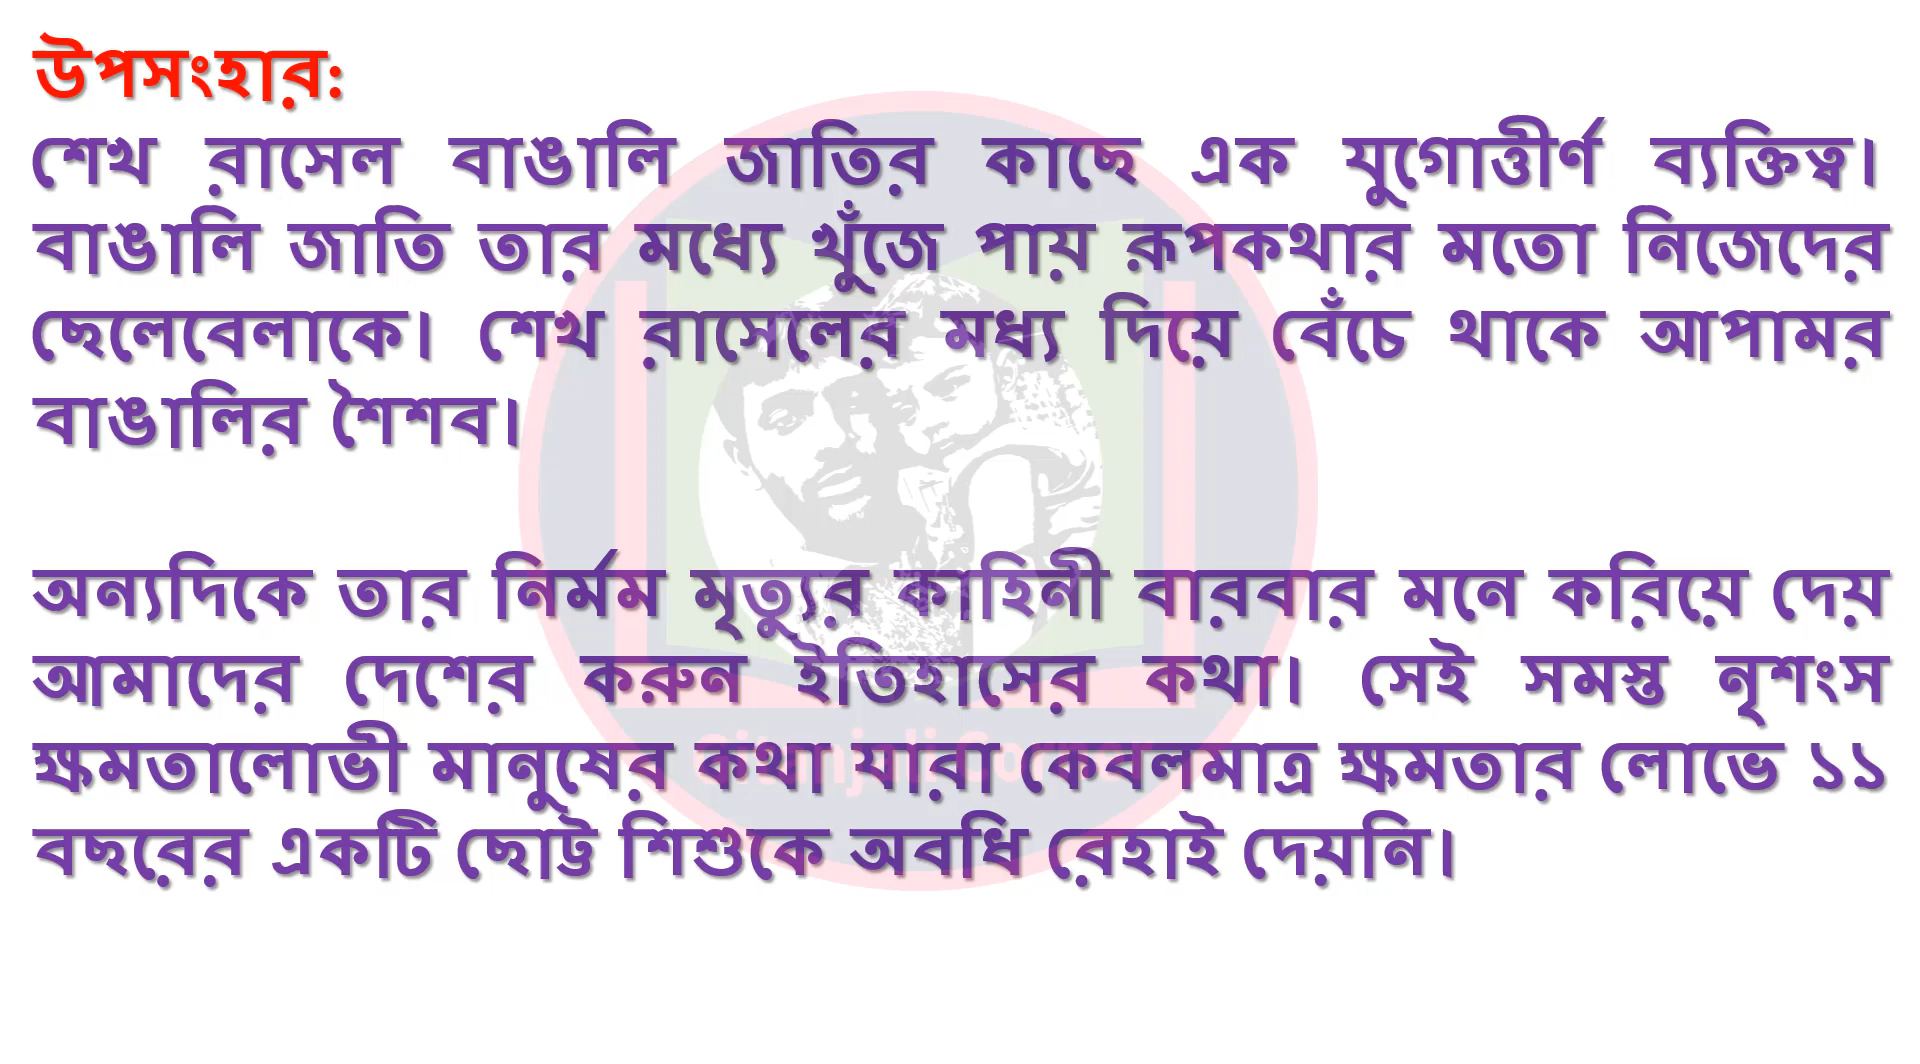 উপসংহার:
শেখ রাসেল বাঙালি জাতির কাছে এক যুগোত্তীর্ণ ব্যক্তিত্ব।
বাঙালি জাতি তার মধ্যে খুঁজে পায় রূপকথার মতো নিজেদের
ছেলেবেলাকে। শেখ রাসেলের মধ্য দিয়ে বেঁচে থাকে আপামর
বাঙালির শৈশব।
অন্যদিকে তার নির্মম মৃত্যুর কাহিনী বারবার মনে করিয়ে দেয়
আমাদের দেশের করুন ইতিহাসের কথা। সেই সমস্ত নৃশংস
ক্ষমতালোভী মানুষের কথা যারা কেবলমাত্র ক্ষমতার লোভে ১১
বছরের একটি ছোট্ট শিশুকে অবধি রেহাই দেয়নি।